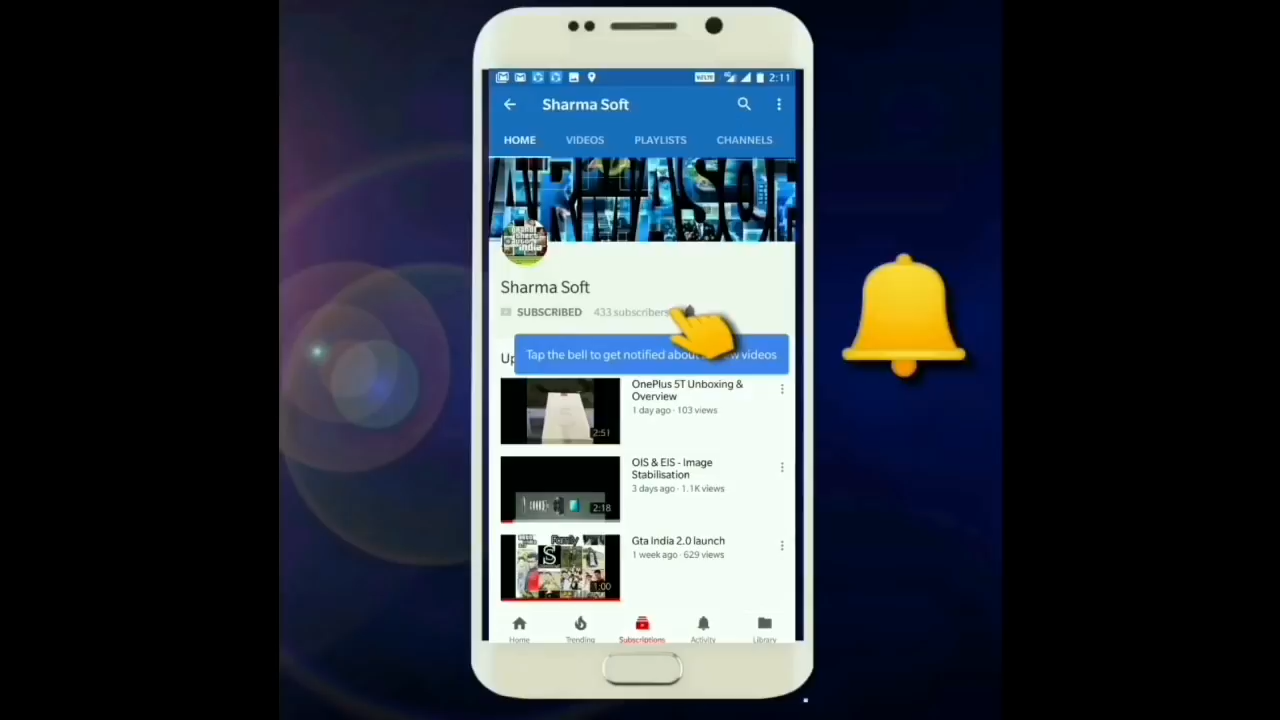 VoLTE 2:11
Sharma Soft
HOME VIDEOS PLAYLISTS CHANNELS
Sharma Soft
SUBSCRIBED 433 subscribers
Tap the bell to get notified about videos
Up
OnePlus 5T Unboxing &
Overview
1 day ago · 103 views
2:51
OIS & EIS - Image
Stabilisation
3 days ago · 1.1K views
2:18
Gta India 2.0 launch
1 week ago · 629 views
Family
S
1:00
Home Trending Subscriptions Activity Library